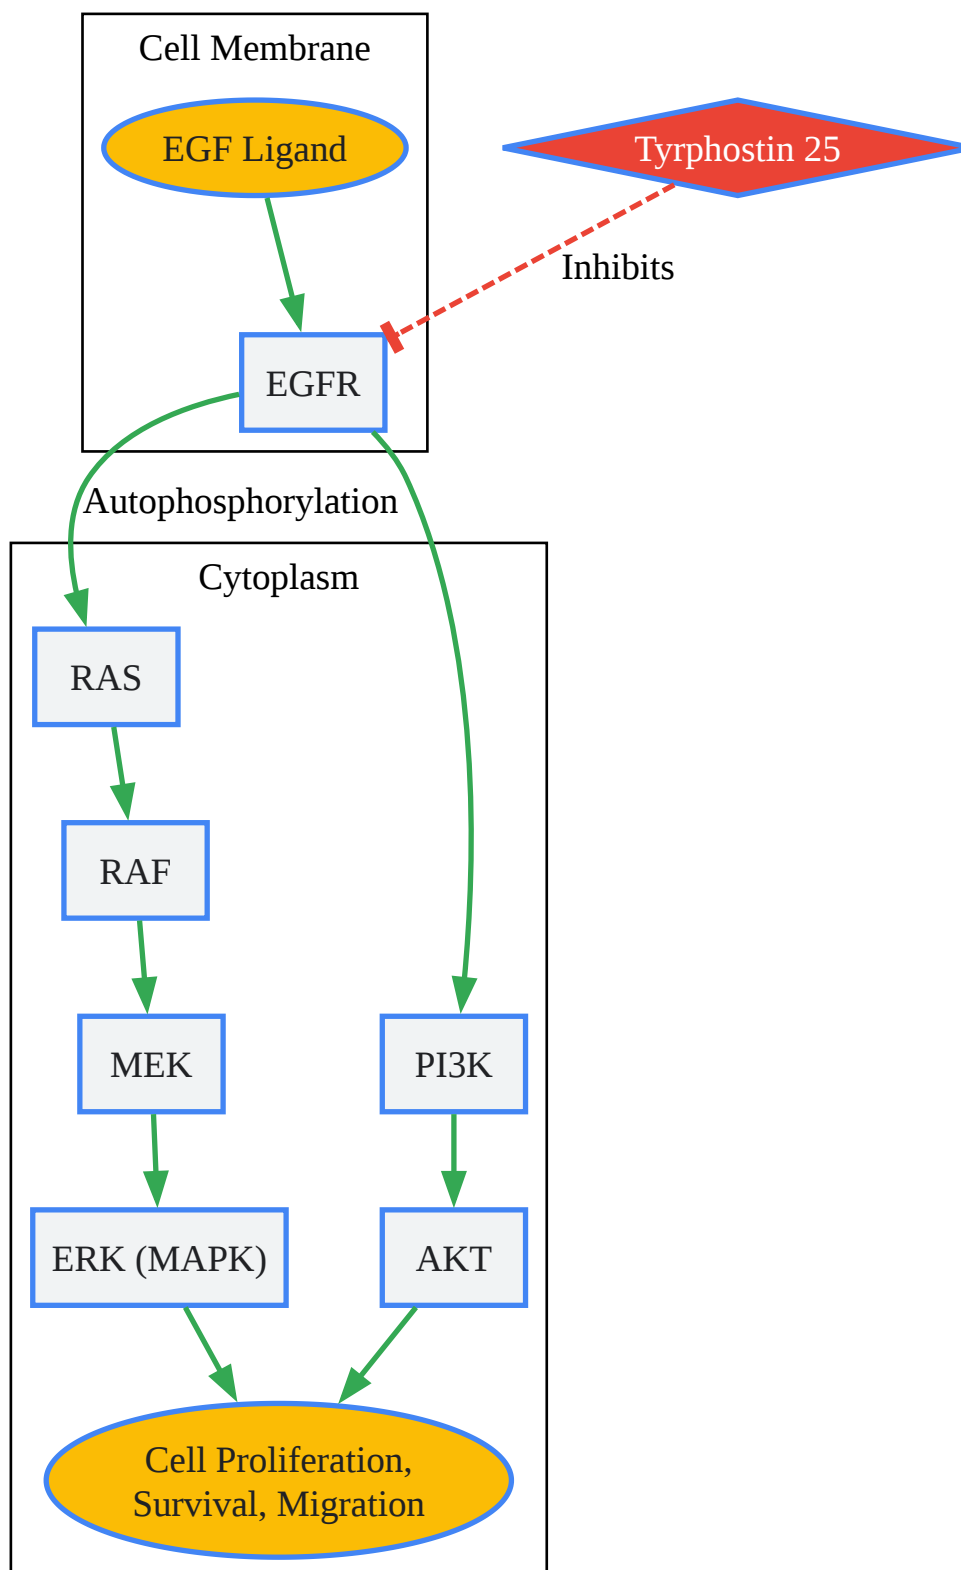 Cell Membrane
EGF Ligand
Tyrphostin 25
Inhibits
EGFR
Autophosphorylation
Cytoplasm
RAS
RAF
MEK
PI3K
ERK (MAPK)
AKT
Cell Proliferation,
Survival, Migration